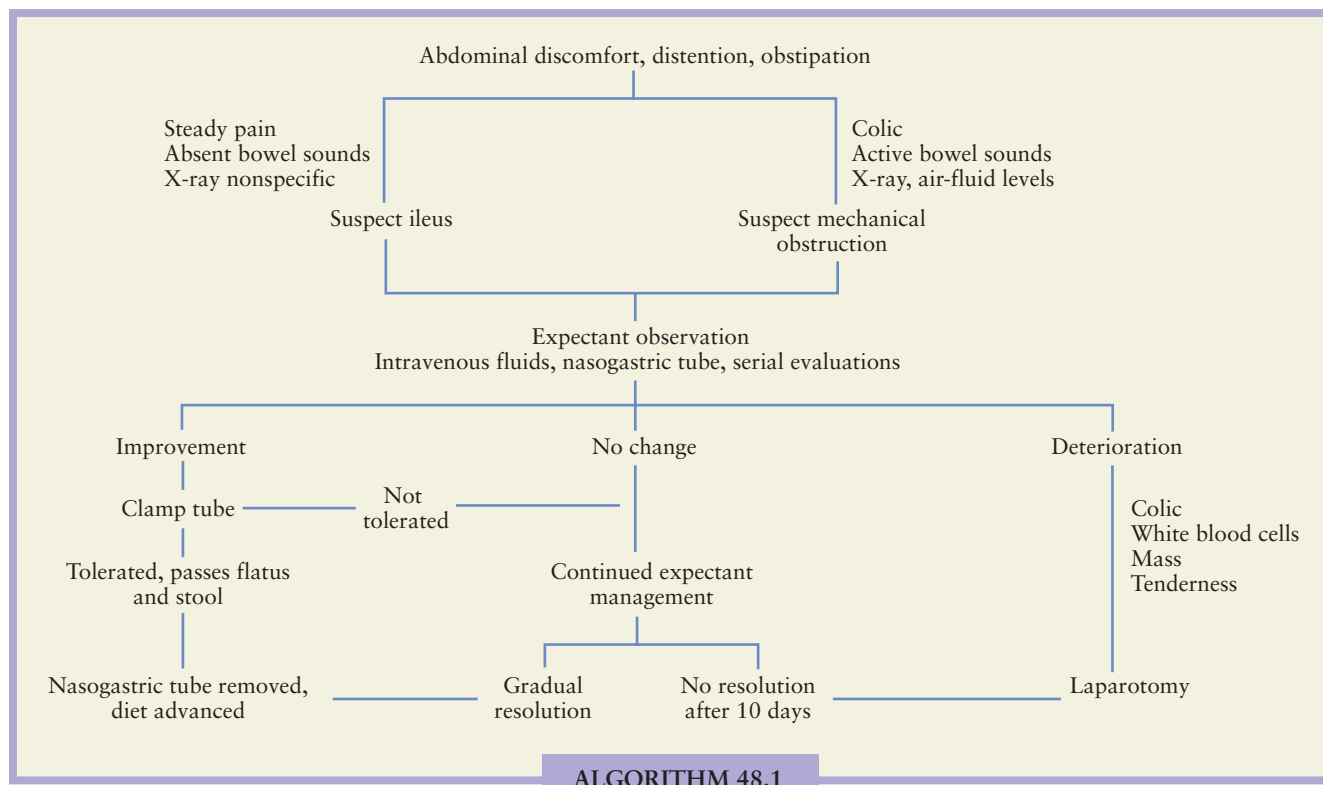 Abdominal discomfort, distention, obstipation
Steady pain
Absent bowel sounds
X-ray nonspecific
Colic
Active bowel sounds
X-ray, air-fluid levels
Suspect ileus
Suspect mechanical
obstruction
Expectant observation
Intravenous fluids, nasogastric tube, serial evaluations
Improvement
No change
Deterioration
Clamp tube
Not
tolerated
Colic
White blood cells
Mass
Tenderness
Tolerated, passes flatus
and stool
Continued expectant
management
Nasogastric tube removed,
diet advanced
Gradual
resolution
No resolution
after 10 days
Laparotomy
ALGORITHM 48.1